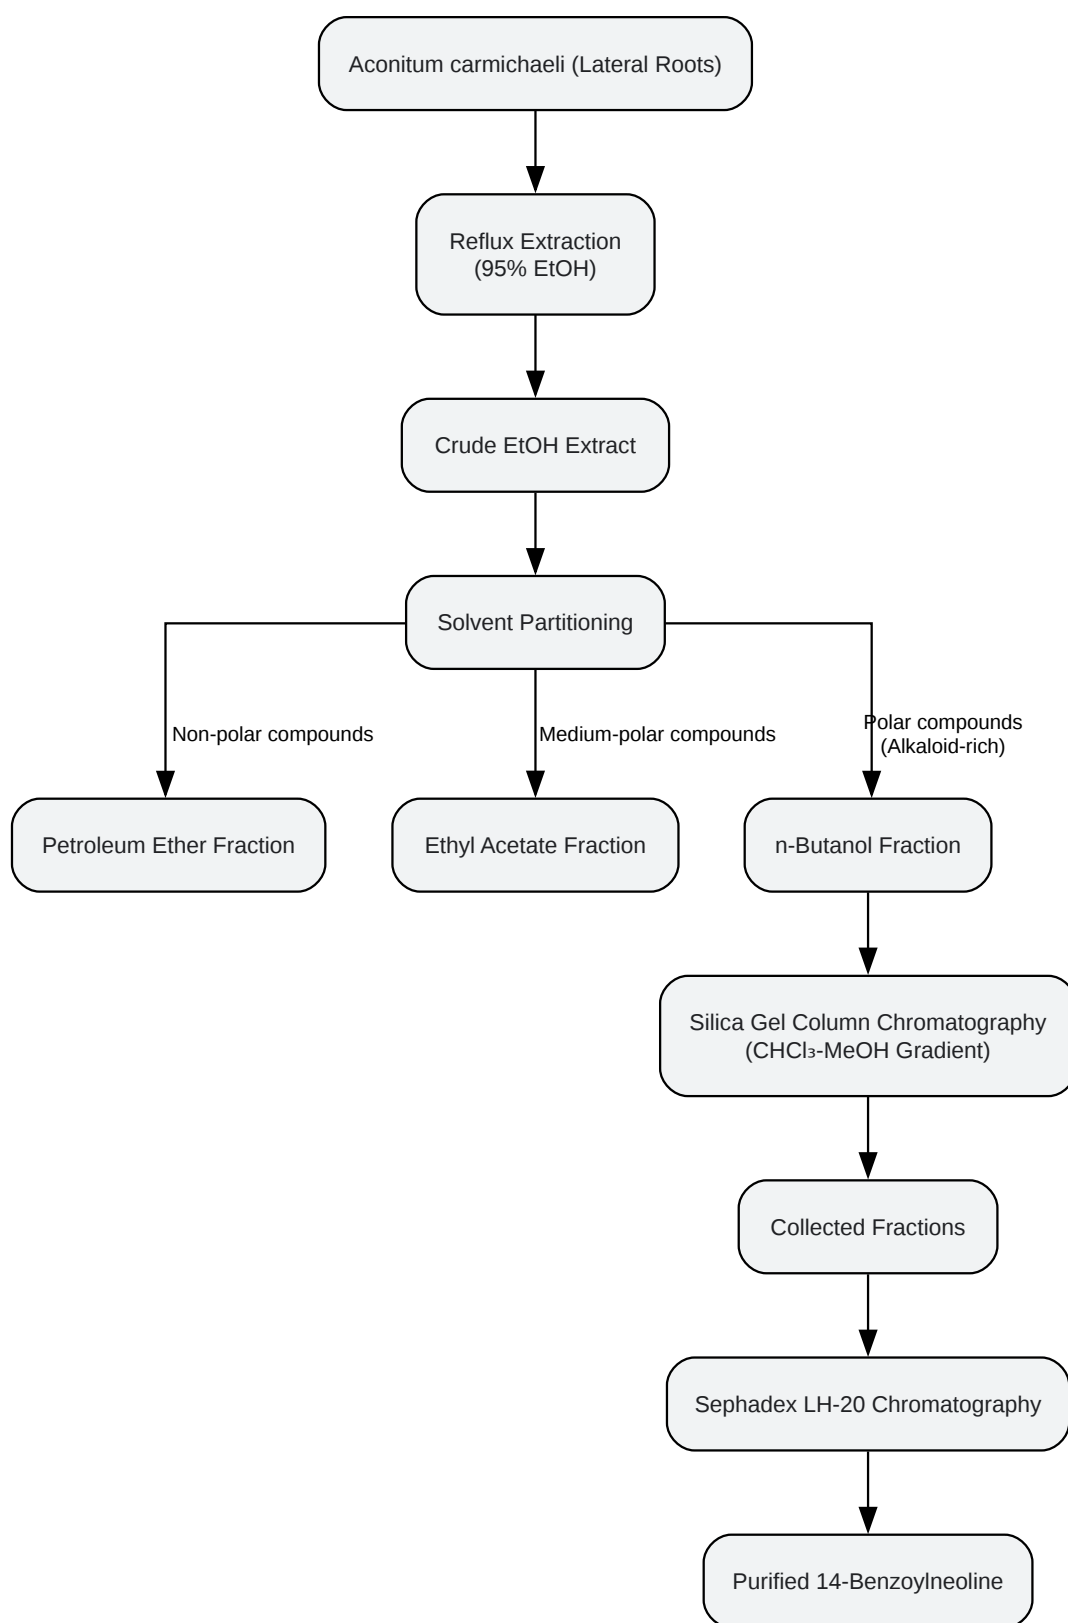 Aconitum carmichaeli (Lateral Roots)
Reflux Extraction
(95% EtOH)
Crude EtOH Extract
Solvent Partitioning
Non-polar compounds
Medium-polar compounds
Polar compounds
(Alkaloid-rich)
Petroleum Ether Fraction
Ethyl Acetate Fraction
n-Butanol Fraction
Silica Gel Column Chromatography
(CHCl₃-MeOH Gradient)
Collected Fractions
Sephadex LH-20 Chromatography
Purified 14-Benzoylneoline